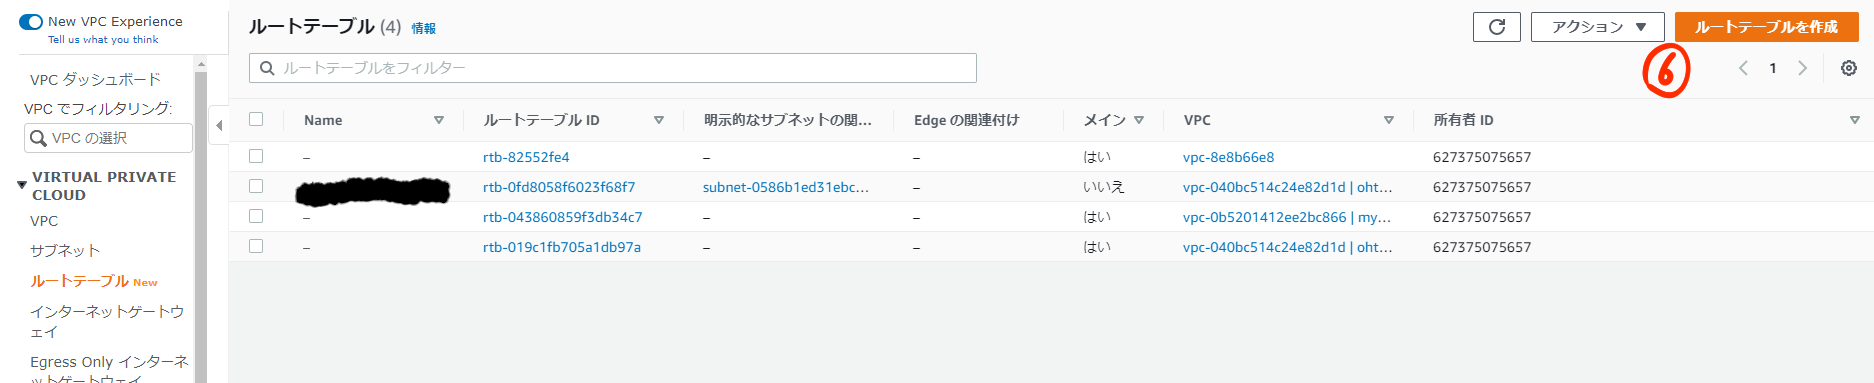 New VPC Experience
Tell us what you think
VPC ダッシュボード
VPC でフィルタリング:
VPC の選択
VIRTUAL PRIVATE
CLOUD
VPC
サブネット
ルートテーブル New
インターネットゲートウ
ェイ
Egress Only インターネ
ットゲートウェイ
ルートテーブル (4) 情報
アクション
ルートテーブルを作成
ルートテーブルをフィルター
6
1
Name ルートテーブル ID 明示的なサブネットの関... Edge の関連付け メイン VPC 所有者 ID
– rtb-82552fe4 – – はい vpc-8e8b66e8 627375075657
rtb-0fd8058f6023f68f7 subnet-0586b1ed31ebc... – いいえ vpc-040bc514c24e82d1d | oht... 627375075657
– rtb-043860859f3db34c7 – – はい vpc-0b5201412ee2bc866 | my... 627375075657
– rtb-019c1fb705a1db97a – – はい vpc-040bc514c24e82d1d | oht... 627375075657